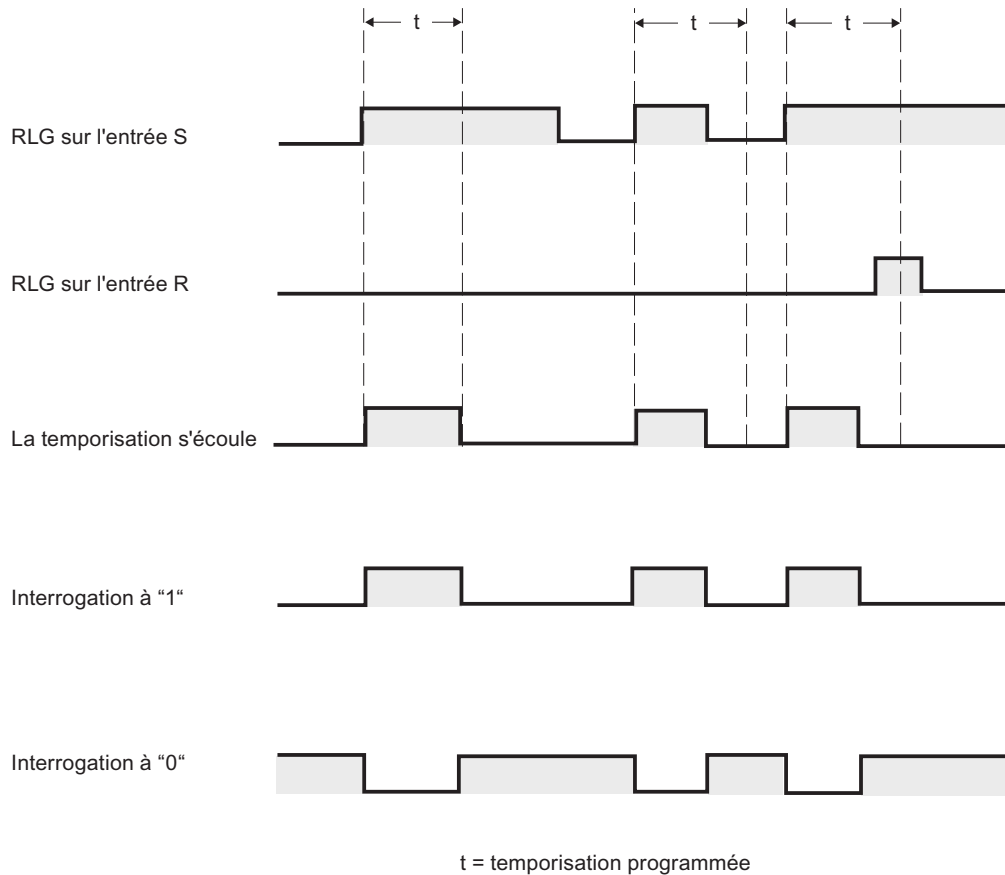 t t t
RLG sur l'entrée S
RLG sur l'entrée R
La temporisation s'écoule
Interrogation à “1“
Interrogation à “0“
t = temporisation programmée